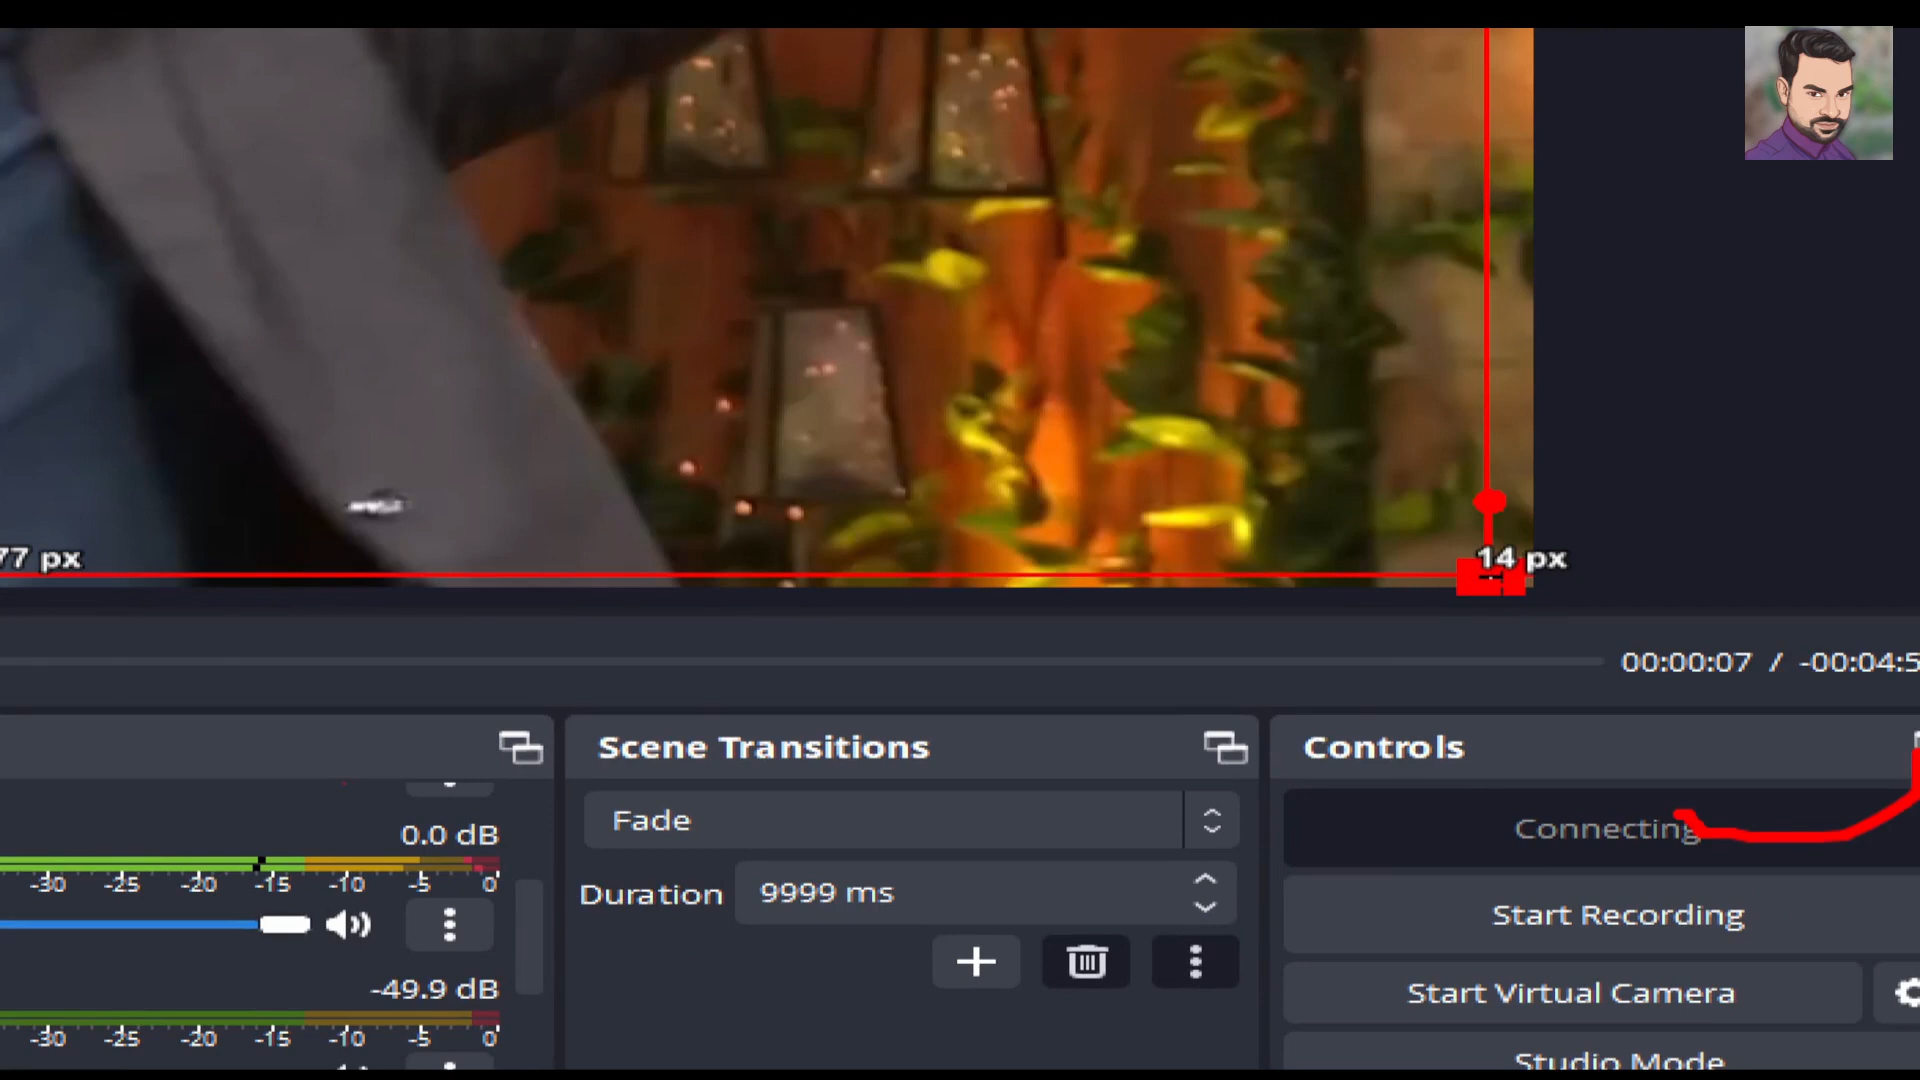 77 px
14 px
00:00:07 / -00:04:5
Scene Transitions
Controls
0.0 dB
Fade
Connecting
-30 -25 -20 -15 -10 -5 0
Duration 9999 ms
Start Recording
-49.9 dB
Start Virtual Camera
-30 -25 -20 -15 -10 -5 0
Studio Mode